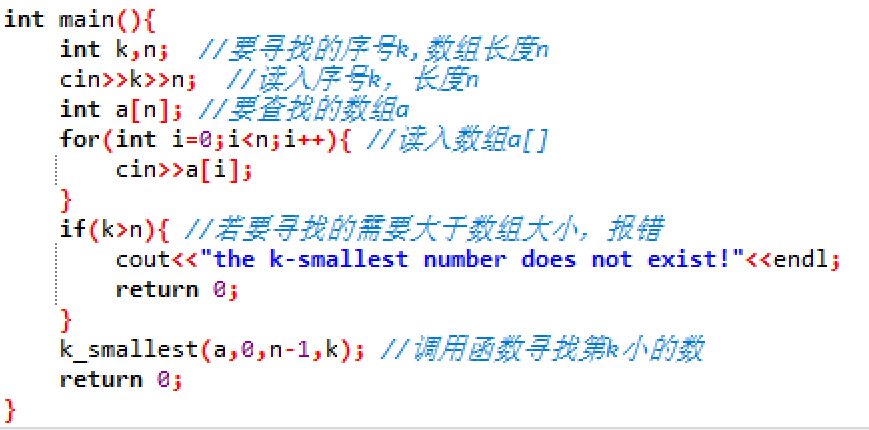 int main(){
int k,n; //要寻找的序号k,数组长度n
cin>>k>>n; //读入序号k, 长度n
int a[n]; //要查找的数组a
for(int i=0;i<n;i++){ //读入数组a[]
cin>>a[i];
}
if(k>n){ //若要寻找的需要大于数组大小，报错
cout<<"the k-smallest number does not exist!"<<endl;
return 0;
}
k_smallest(a,0,n-1,k); //调用函数寻找第k小的数
return 0;
}